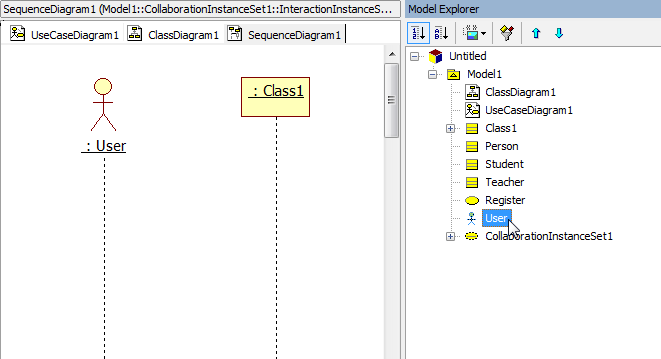 SequenceDiagram1 (Model1::CollaborationInstanceSet1::InteractionInstanceS...
UseCaseDiagram1 ClassDiagram1 SequenceDiagram1
: User
: Class1
Model Explorer
Untitled
Model1
ClassDiagram1
UseCaseDiagram1
Class1
Person
Student
Teacher
Register
User
CollaborationInstanceSet1